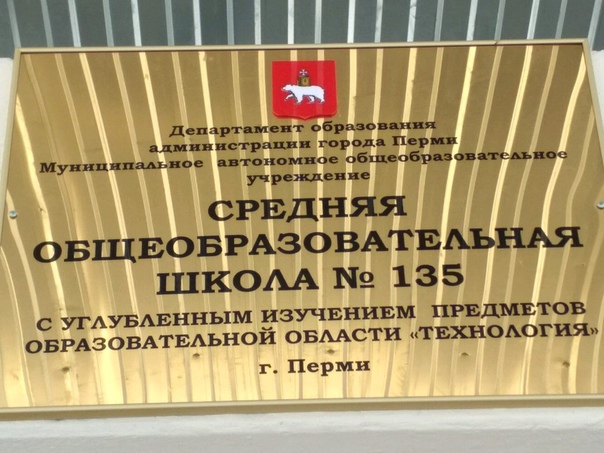 Департамент образования
администрации города Перми
Муниципальное автономное общеобразовательное
учреждение
СРЕДНЯЯ
ОБЩЕОБРАЗОВАТЕЛЬНАЯ
ШКОЛА № 135
С УГЛУБЛЕННЫМ ИЗУЧЕНИЕМ ПРЕДМЕТОВ
ОБРАЗОВАТЕЛЬНОЙ ОБЛАСТИ «ТЕХНОЛОГИЯ»
г. Перми